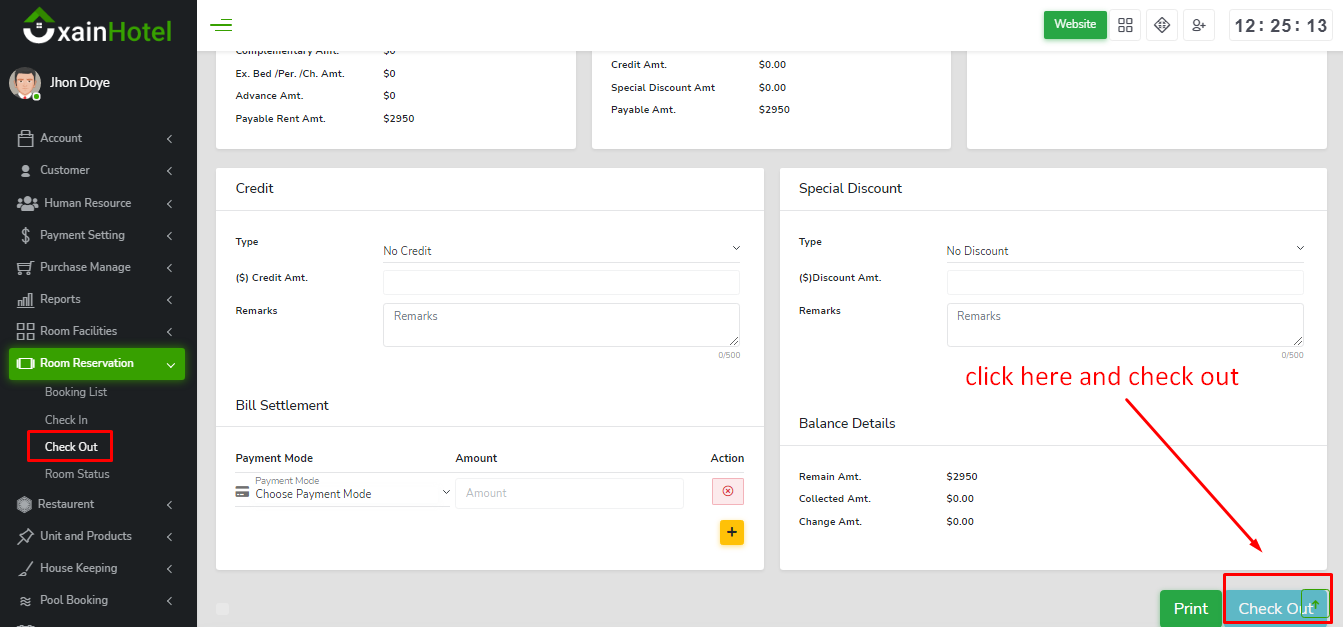 xainHotel
Website
12 : 25 : 13
Jhon Doye
Account
Customer
Human Resource
Payment Setting
Purchase Manage
Reports
Room Facilities
Room Reservation
Booking List
Check In
Check Out
Room Status
Restaurent
Unit and Products
House Keeping
Pool Booking
Complementary Amt. $0
Ex. Bed /Per. /Ch. Amt. $0
Advance Amt. $0
Payable Rent Amt. $2950
Credit Amt. $0.00
Special Discount Amt $0.00
Payable Amt. $2950
Credit
Type No Credit
($) Credit Amt.
Remarks Remarks
0/500
Special Discount
Type No Discount
($)Discount Amt.
Remarks Remarks
0/500
click here and check out
Bill Settlement
Payment Mode Amount Action
Payment Mode
Choose Payment Mode Amount
+
Balance Details
Remain Amt. $2950
Collected Amt. $0.00
Change Amt. $0.00
Print Check Out